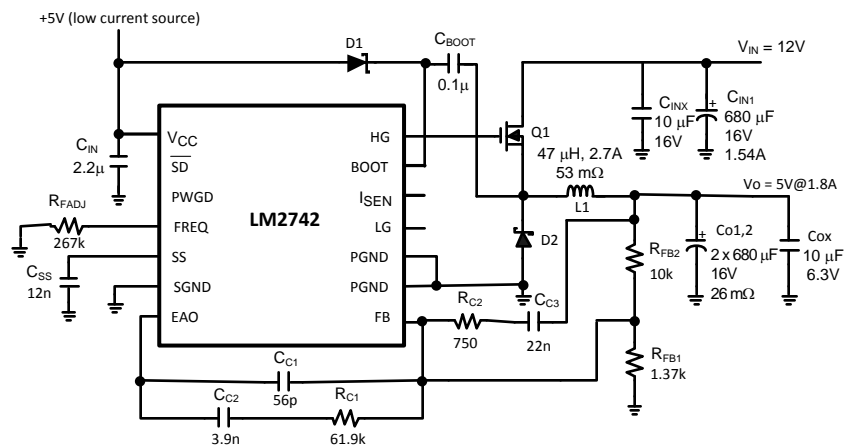 +5V (low current source)
D1
CBOOT
0.1μ
VIN = 12V
CINX
10 μF
16V
CIN1
+
680 μF
16V
1.54A
CIN
2.2μ
VCC
SD
PWGD
FREQ
SS
SGND
EAO
LM2742
HG
BOOT
ISEN
LG
PGND
PGND
FB
Q1
47 μH, 2.7A
53 mΩ
L1
Vo = 5V@1.8A
D2
RFADJ
267k
CSS
12n
RFB2
10k
+
Co1,2
2 x 680 μF
16V
26 mΩ
Cox
10 μF
6.3V
RC2
750
CC3
22n
RFB1
1.37k
CC1
56p
CC2
3.9n
RC1
61.9k